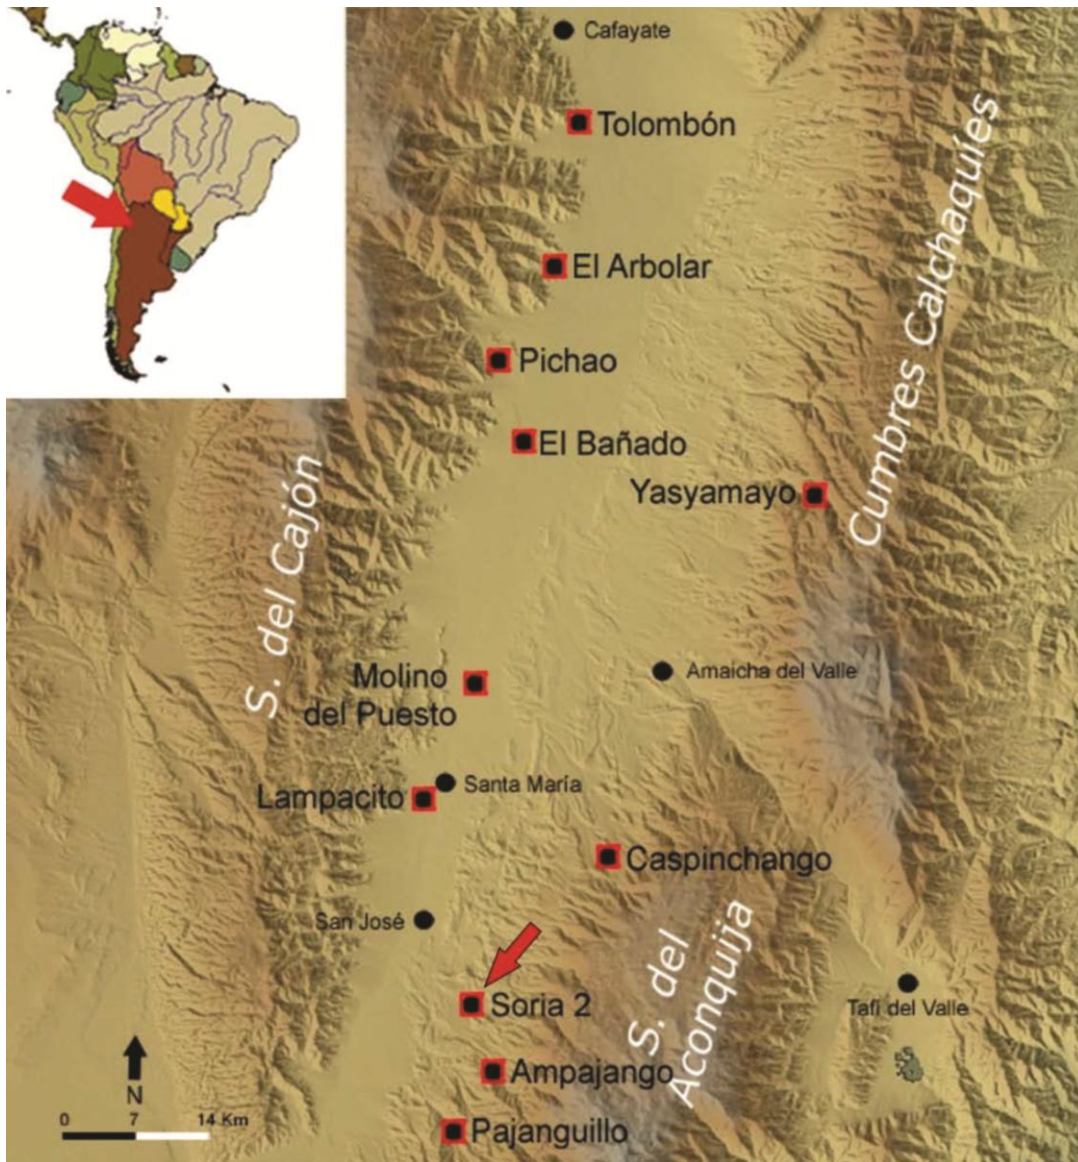 Cafayate
Tolombón
Cumbres Calchaquíes
El Arbolar
Pichao
El Bañado
S. del Cajón
Yasyamayo
Molino
del Puesto
Amaicha del Valle
Santa María
Lampacito
Caspinchango
San José
S. del
Aconquija
Soria 2
Tafí del Valle
Ampajango
N
0 7 14 Km
Pajanguillo